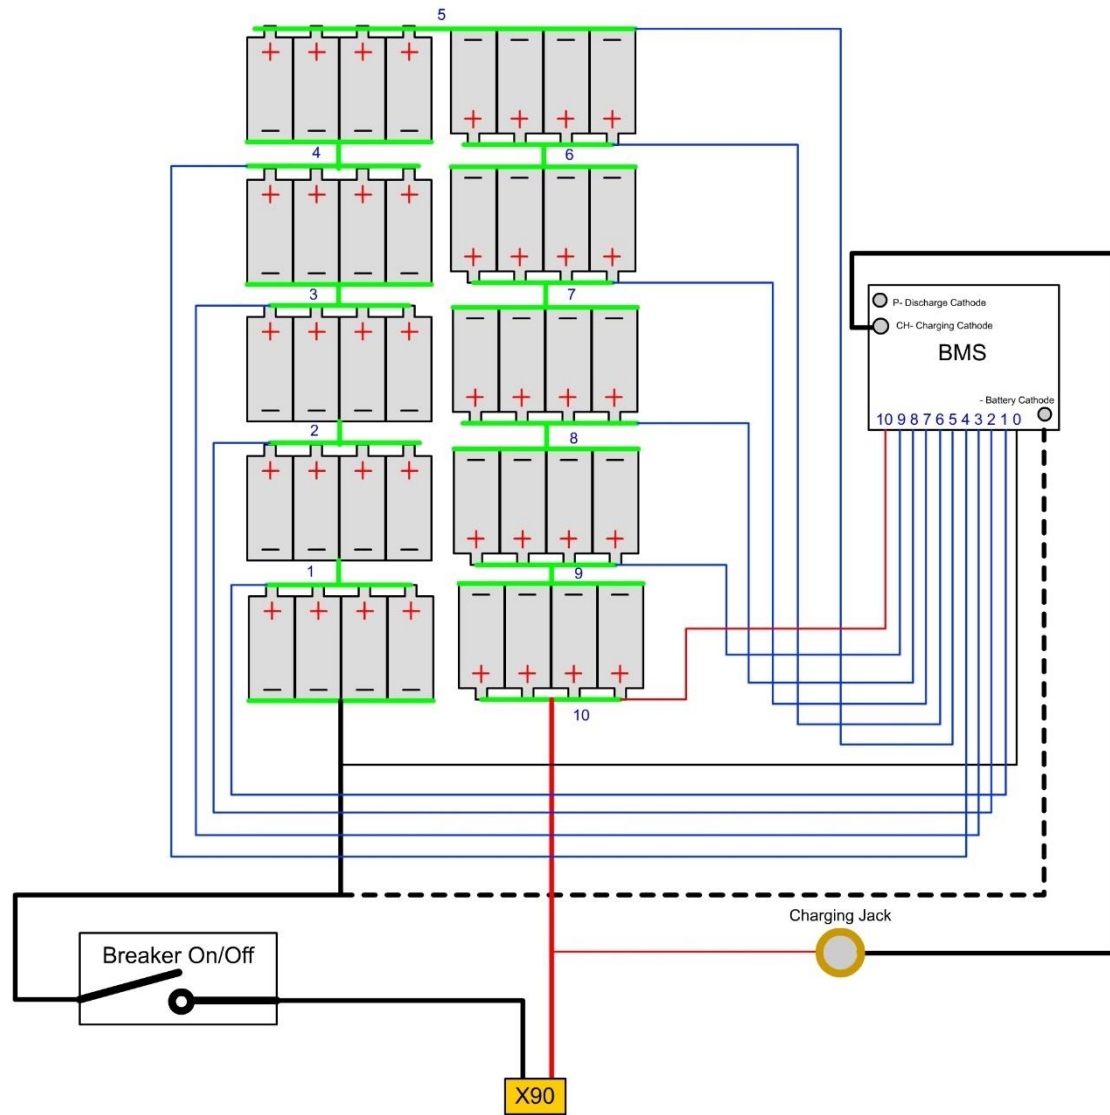 5
4
6
3
7
2
8
1
9
10
P- Discharge Cathode
CH- Charging Cathode
BMS
- Battery Cathode
10 9 8 7 6 5 4 3 2 1 0
Charging Jack
Breaker On/Off
X90